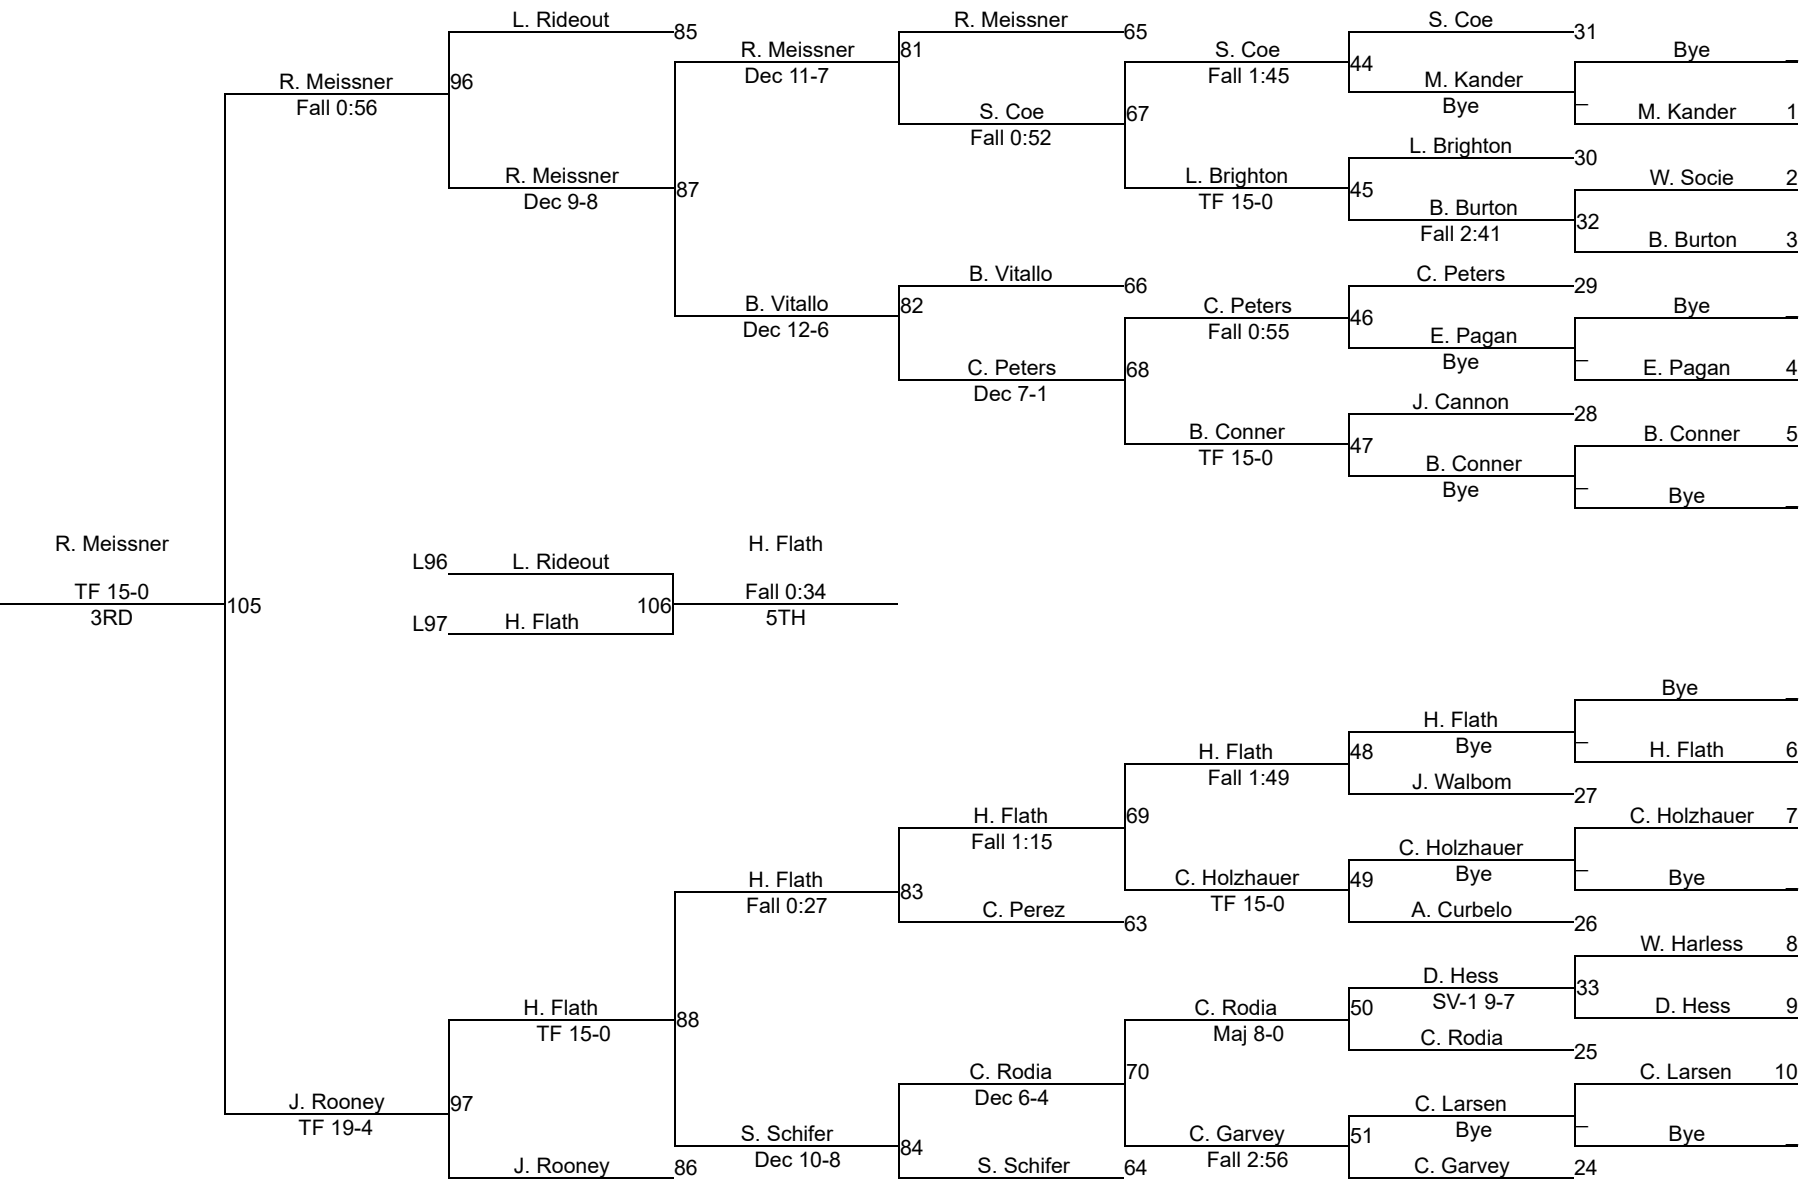 L. Rideout
85
R. Meissner
Fall 0:56
96
R. Meissner
Dec 9-8
87
R. Meissner
Dec 11-7
81
R. Meissner
65
S. Coe
Fall 0:52
67
S. Coe
Fall 1:45
44
S. Coe
31
M. Kander
Bye
Bye
_
_
M. Kander
1
L. Brighton
TF 15-0
45
L. Brighton
30
B. Burton
Fall 2:41
32
W. Socie
2
B. Burton
3
B. Vitallo
Dec 12-6
82
B. Vitallo
66
C. Peters
Dec 7-1
68
C. Peters
Fall 0:55
46
C. Peters
29
E. Pagan
Bye
Bye
_
_
E. Pagan
4
B. Conner
TF 15-0
47
J. Cannon
28
B. Conner
Bye
B. Conner
5
_
Bye
_
R. Meissner
TF 15-0
3RD
105
L96
L. Rideout
L97
H. Flath
106
H. Flath
Fall 0:34
5TH
J. Rooney
TF 19-4
97
H. Flath
TF 15-0
88
H. Flath
Fall 0:27
83
H. Flath
Fall 1:15
69
H. Flath
Fall 1:49
48
H. Flath
Bye
Bye
_
_
H. Flath
6
J. Walbom
27
C. Holzhauer
TF 15-0
49
C. Holzhauer
Bye
C. Holzhauer
7
_
Bye
_
A. Curbelo
26
C. Perez
63
S. Schifer
Dec 10-8
84
C. Rodia
Dec 6-4
70
C. Rodia
Maj 8-0
50
D. Hess
SV-1 9-7
33
W. Harless
8
D. Hess
9
C. Rodia
25
C. Garvey
Fall 2:56
51
C. Larsen
Bye
C. Larsen
10
_
Bye
_
C. Garvey
24
S. Schifer
64
J. Rooney
86